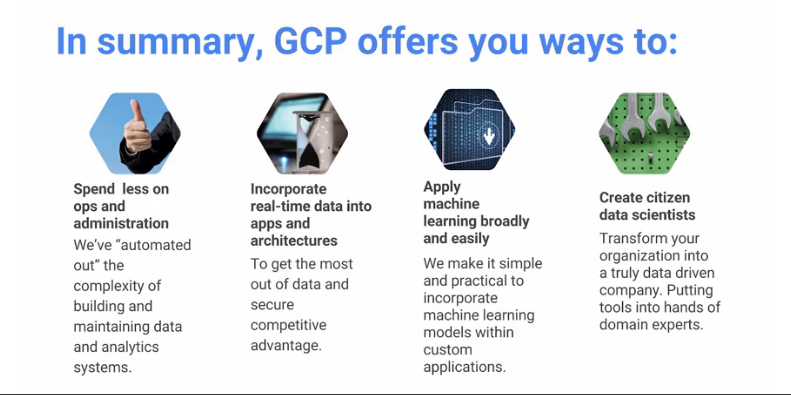 In summary, GCP offers you ways to:
Spend less on
ops and
administration
We've “automated
out” the
complexity of
building and
maintaining data
and analytics
systems.
Incorporate
real-time data into
apps and
architectures
To get the most
out of data and
secure
competitive
advantage.
Apply
machine
learning broadly
and easily
We make it simple
and practical to
incorporate
machine learning
models within
custom
applications.
Create citizen
data scientists
Transform your
organization into
a truly data driven
company. Putting
tools into hands of
domain experts.